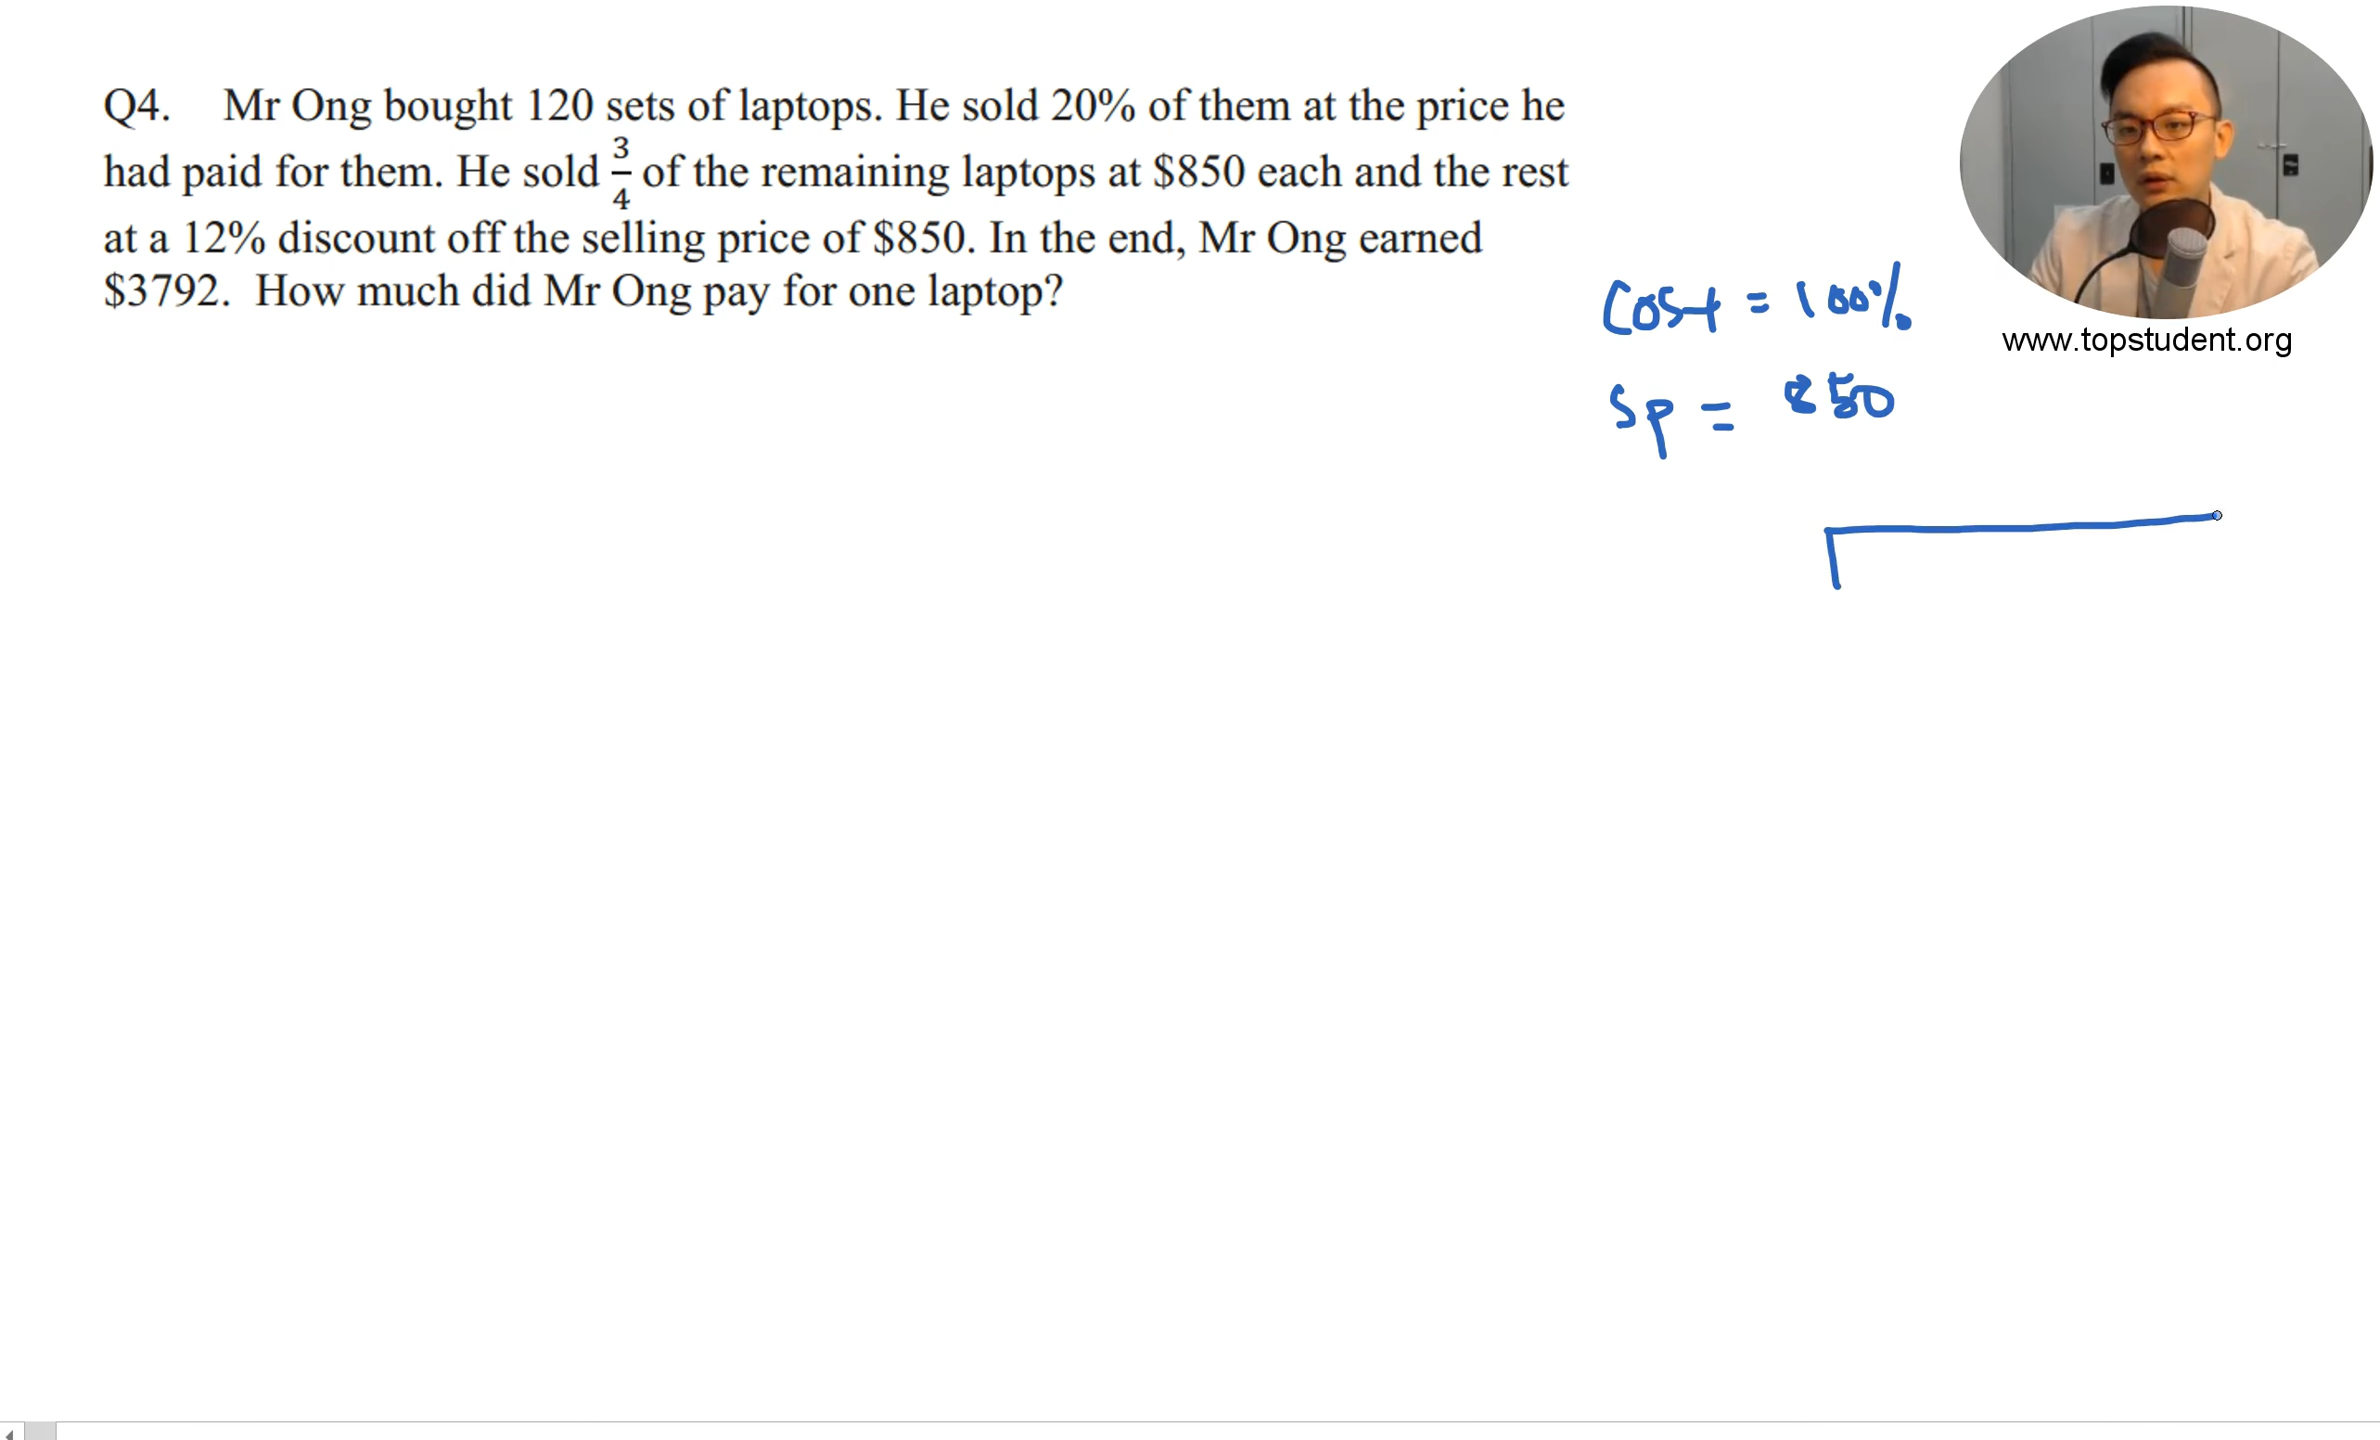 Q4. Mr Ong bought 120 sets of laptops. He sold 20% of them at the price he
had paid for them. He sold 3/4 of the remaining laptops at $850 each and the rest
at a 12% discount off the selling price of $850. In the end, Mr Ong earned
$3792. How much did Mr Ong pay for one laptop?
Cost = 100%
www.topstudent.org
SP = 850